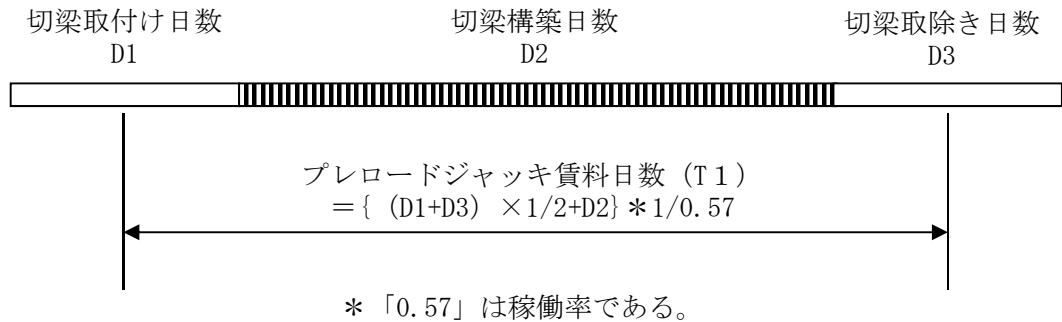 切梁取付け日数 切梁構築日数 切梁取除き日数
D1 D2 D3
プレロードジャッキ賃料日数（T１）
＝{（D1+D3）×1/2+D2}＊1/0.57
＊「0.57」は稼働率である。